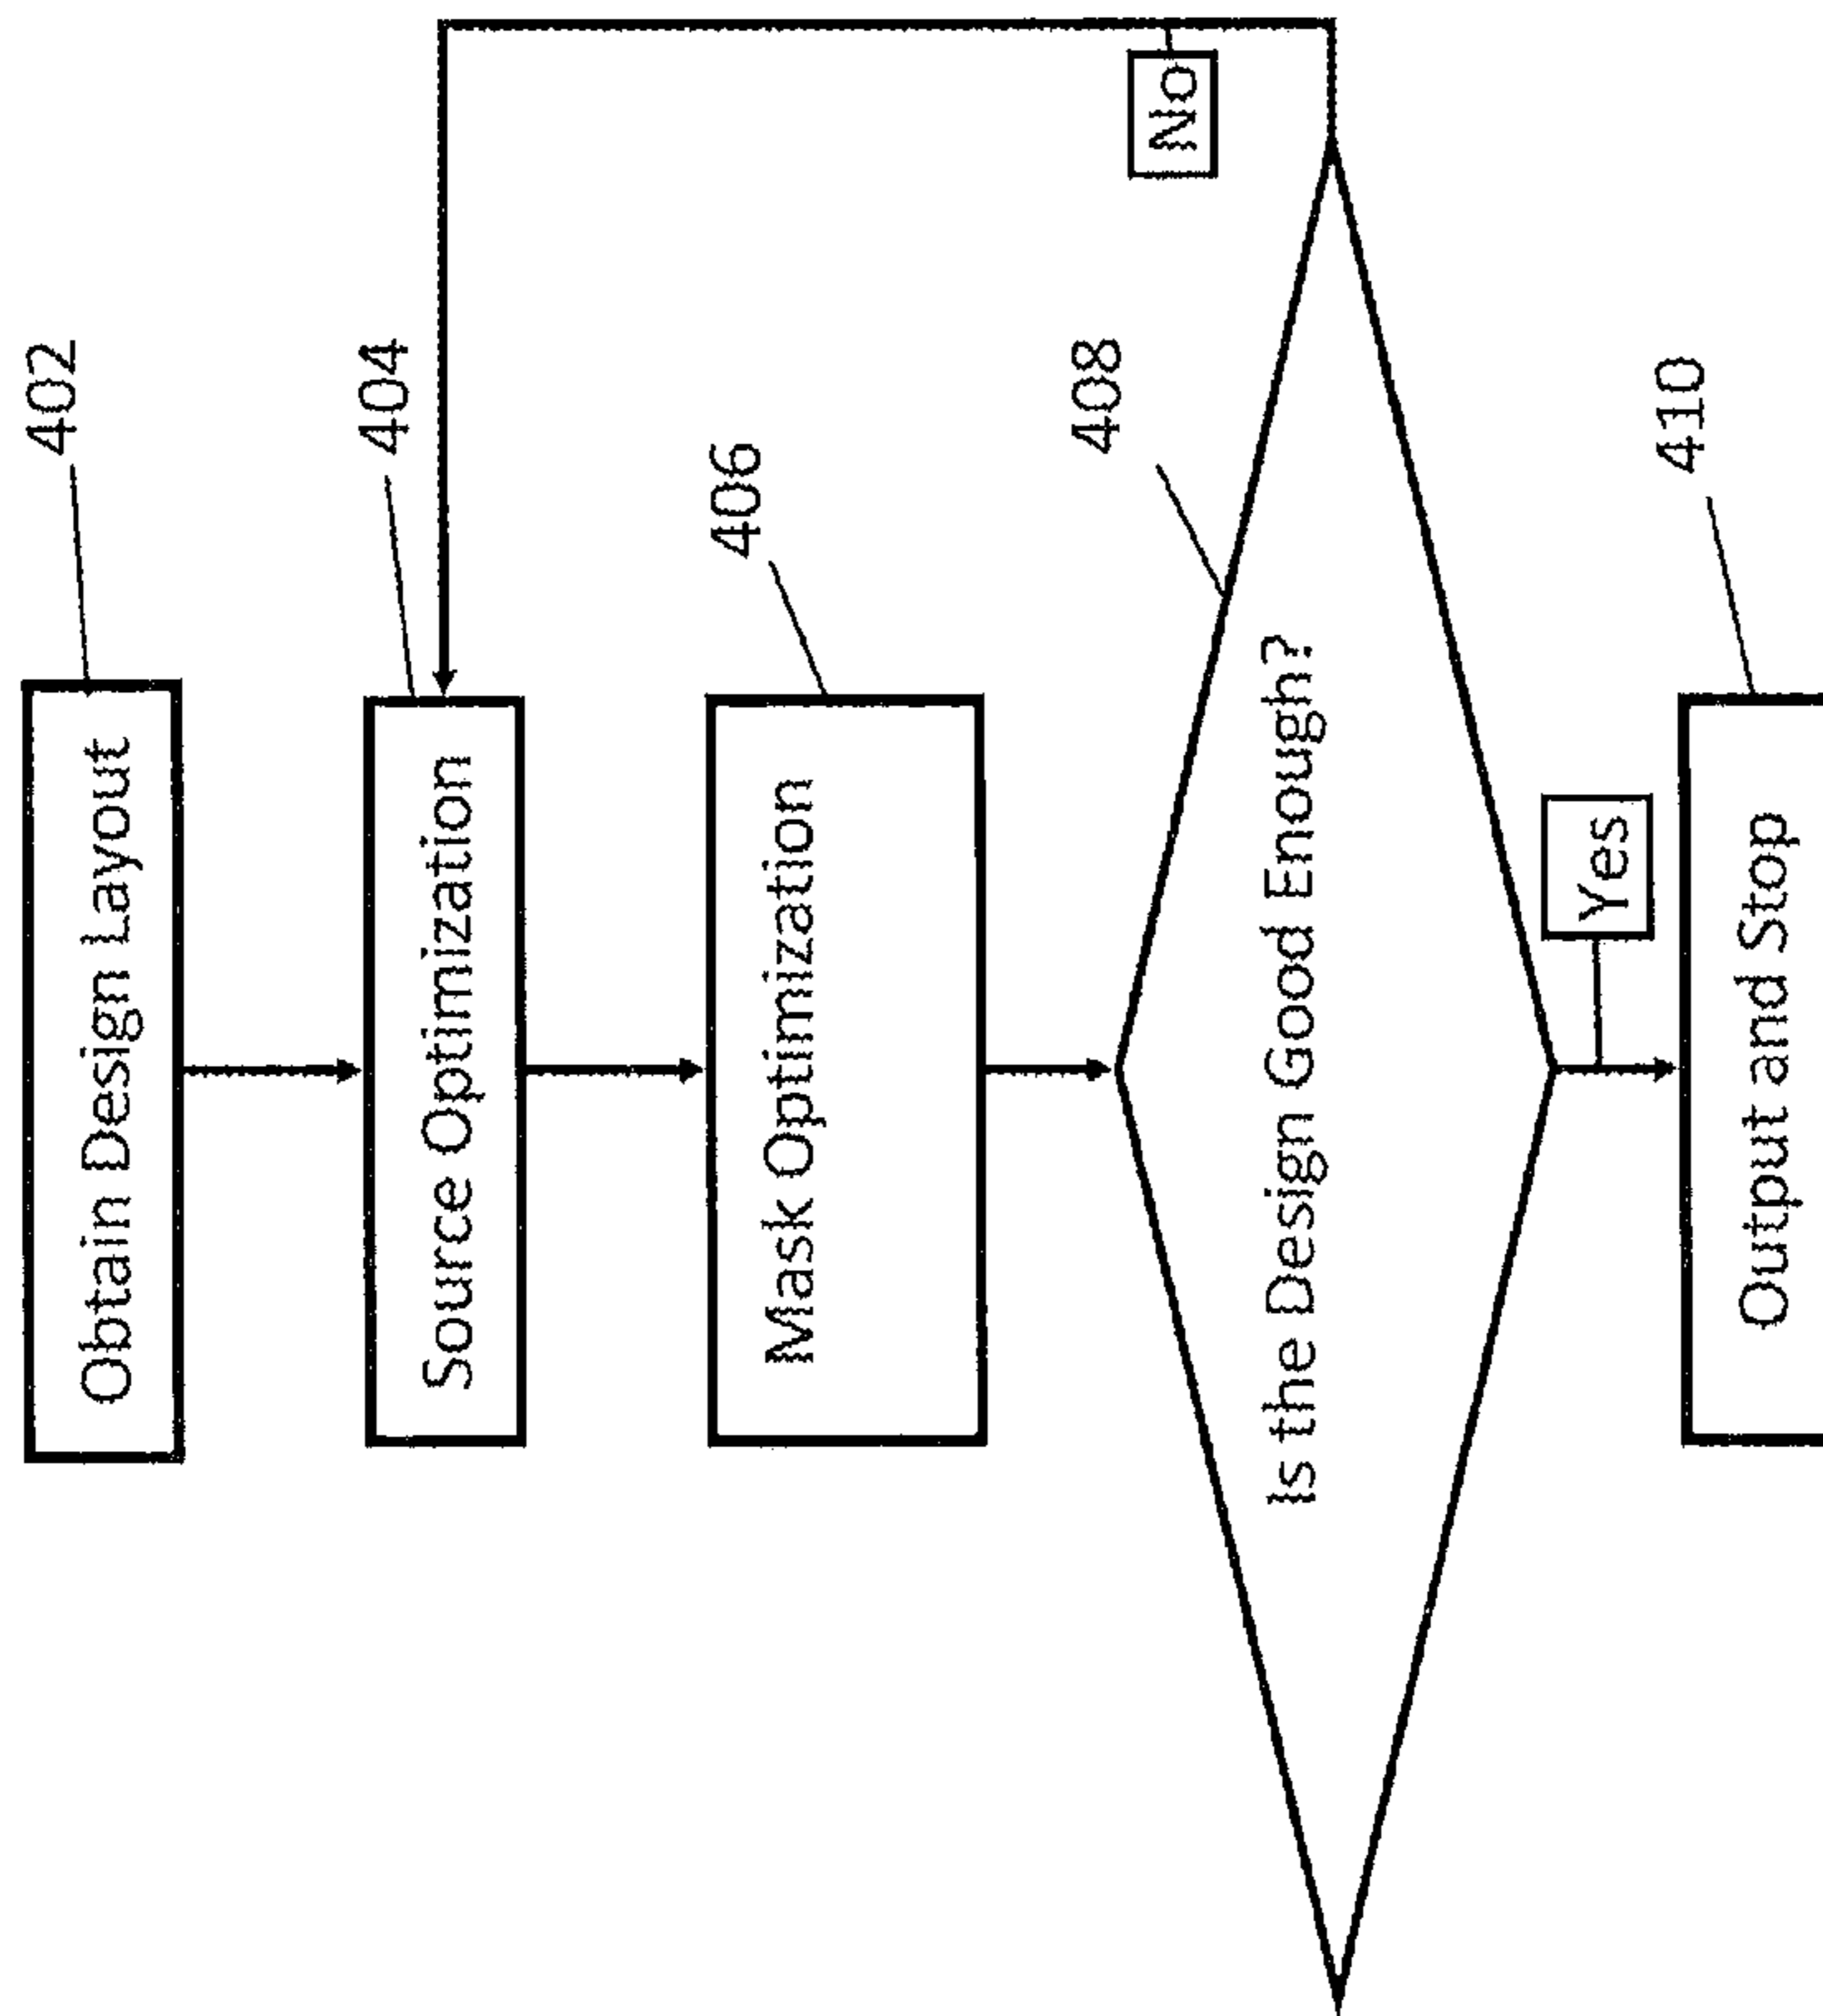 402
Obtain Design Layout
404
Source Optimization
406
Mask Optimization
408
Is the Design Good Enough?
No
Yes
410
Output and Stop